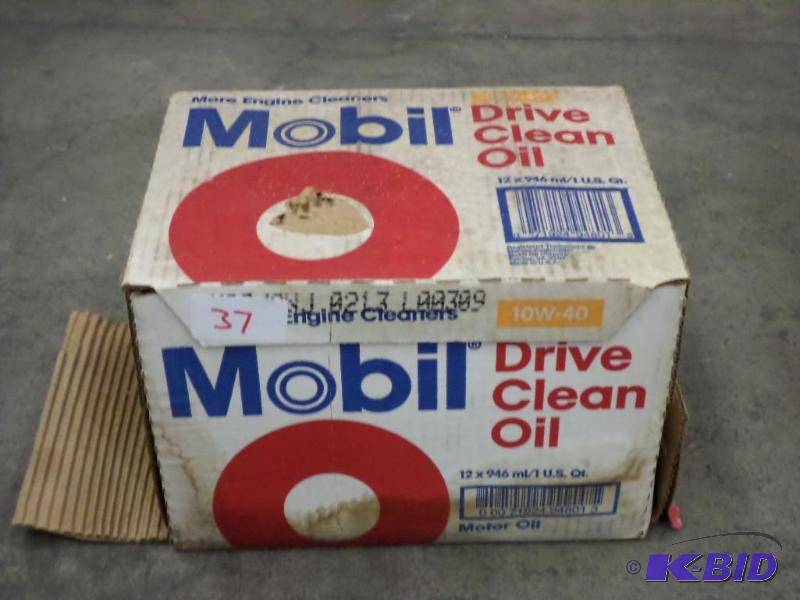 More Engine Cleaners
Mobil®
Drive
Clean
Oil
12 x 946 ml/1 U.S. Qt.
37
Engine Cleaners
10W-40
Mobil®
Drive
Clean
Oil
12 x 946 ml/1 U.S. Qt.
Motor Oil
© K-BID